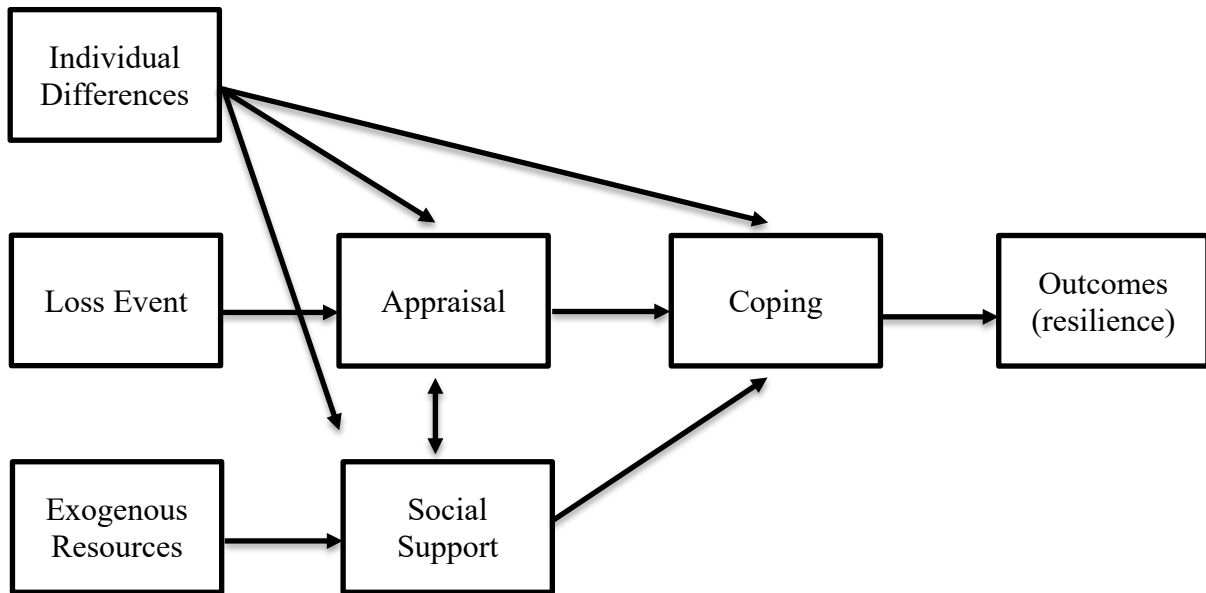 Individual
Differences
Loss Event
Appraisal
Coping
Outcomes
(resilience)
Exogenous
Resources
Social
Support